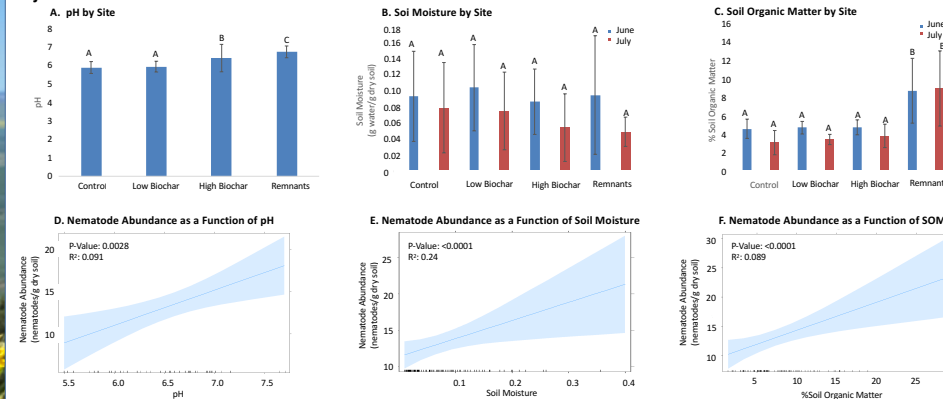 A. pH by Site
8
7
6
5
4
3
2
1
0
pH
A
A
B
C
Control
Low Biochar
High Biochar
Remnants
B. Soi Moisture by Site
0.18
0.16
0.14
0.12
0.10
0.08
0.06
0.04
0.02
0
Soil Moisture
(g water/g dry soil)
June
July
A
A
A
A
A
A
A
A
Control
Low Biochar
High Biochar
Remnants
C. Soil Organic Matter by Site
16
14
12
10
8
6
4
2
0
% Soil Organic Matter
June
July
A
A
A
A
A
A
B
Control
Low Biochar
High Biochar
D. Nematode Abundance as a Function of pH
P-Value: 0.0028
R²: 0.091
20
15
10
Nematode Abundance
(nematodes/g dry soil)
5.5
6.0
6.5
7.0
7.5
pH
E. Nematode Abundance as a Function of Soil Moisture
P-Value: <0.0001
R²: 0.24
25
20
15
10
Nematode Abundance
(nematodes/g dry soil)
0.1
0.2
0.3
0.4
Soil Moisture
F. Nematode Abundance as a Function of SOM
P-Value: <0.0001
R²: 0.089
30
25
20
15
10
Nematode Abundance
(nematodes/g dry soil)
5
10
15
20
25
%Soil Organic Matter